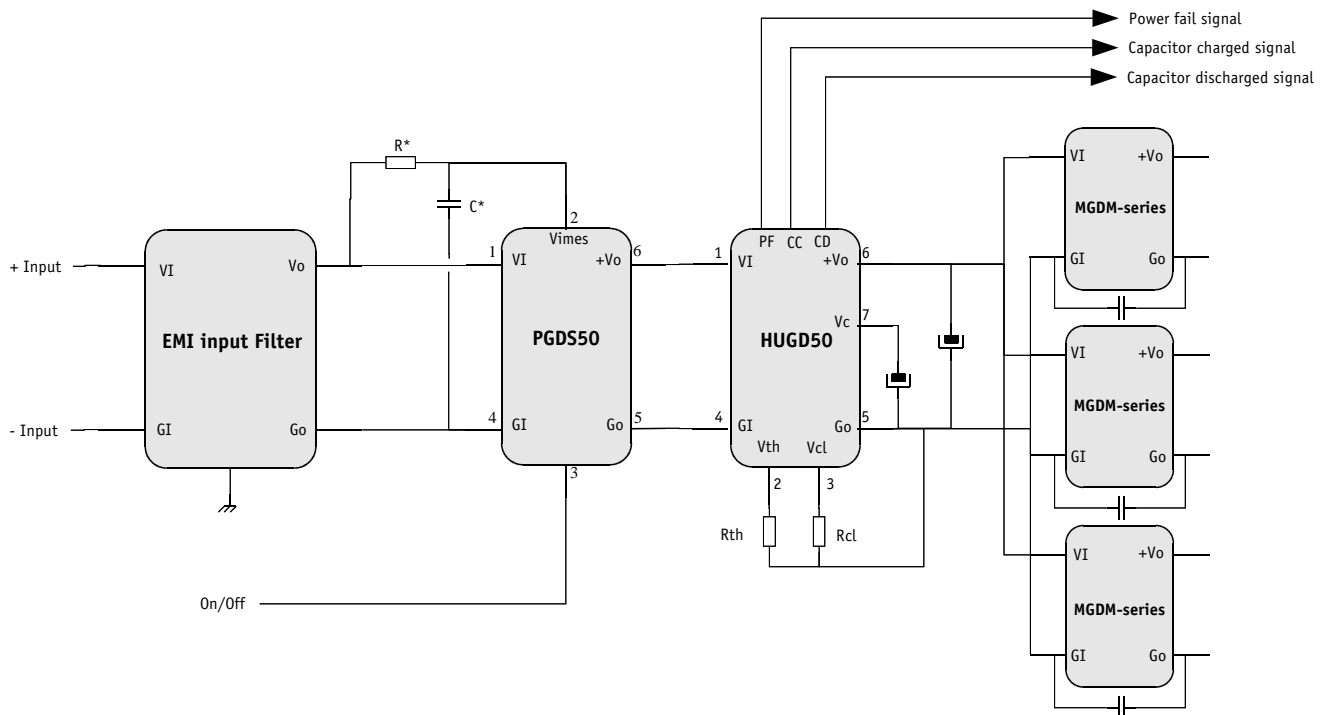 Power fail signal
Capacitor charged signal
Capacitor discharged signal
R*
C*
2
Vimes
1
VI
+Vo
6
PGDS50
4
GI
Go
5
3
+ Input
VI
Vo
EMI input Filter
- Input
GI
Go
On/Off
PF CC CD
1
VI
+Vo
6
Vc
7
HUGD50
4
GI
Go
5
Vth
Vcl
2
3
Rth
Rcl
VI
+Vo
MGDM-series
GI
Go
VI
+Vo
MGDM-series
GI
Go
VI
+Vo
MGDM-series
GI
Go